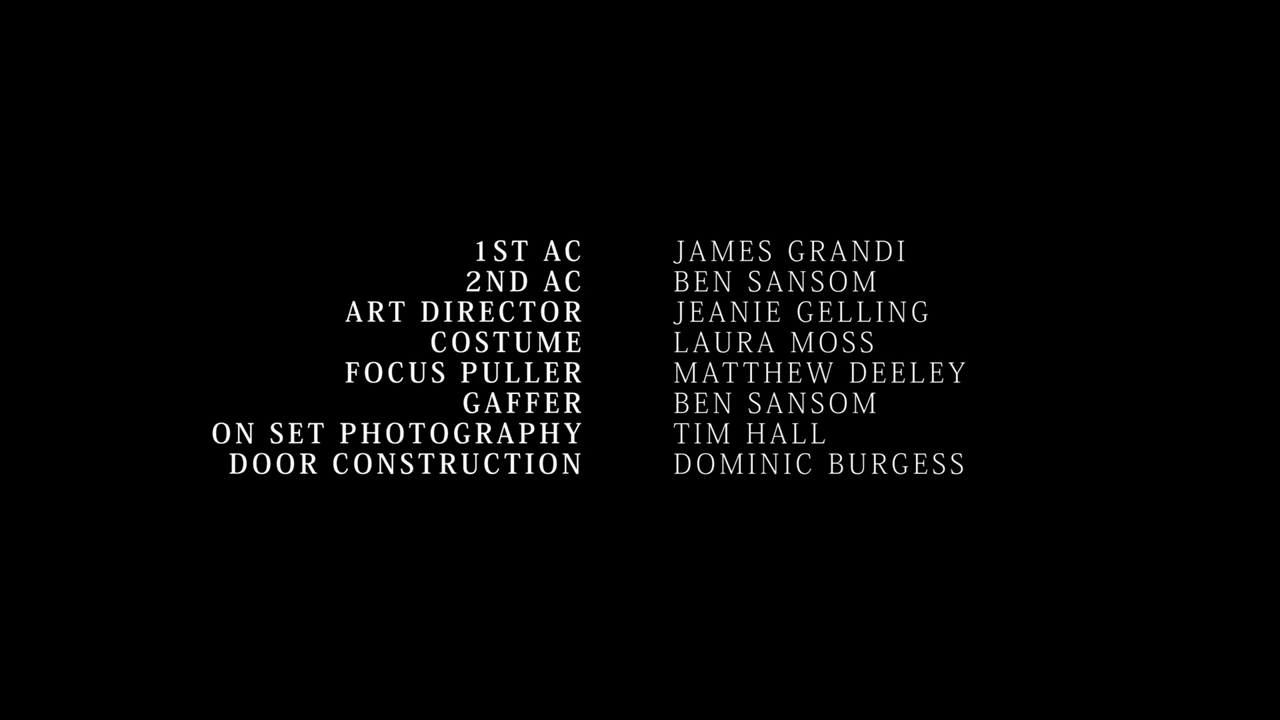 1ST AC JAMES GRANDI
2ND AC BEN SANSOM
ART DIRECTOR JEANIE GELLING
COSTUME LAURA MOSS
FOCUS PULLER MATTHEW DEELEY
GAFFER BEN SANSOM
ON SET PHOTOGRAPHY TIM HALL
DOOR CONSTRUCTION DOMINIC BURGESS